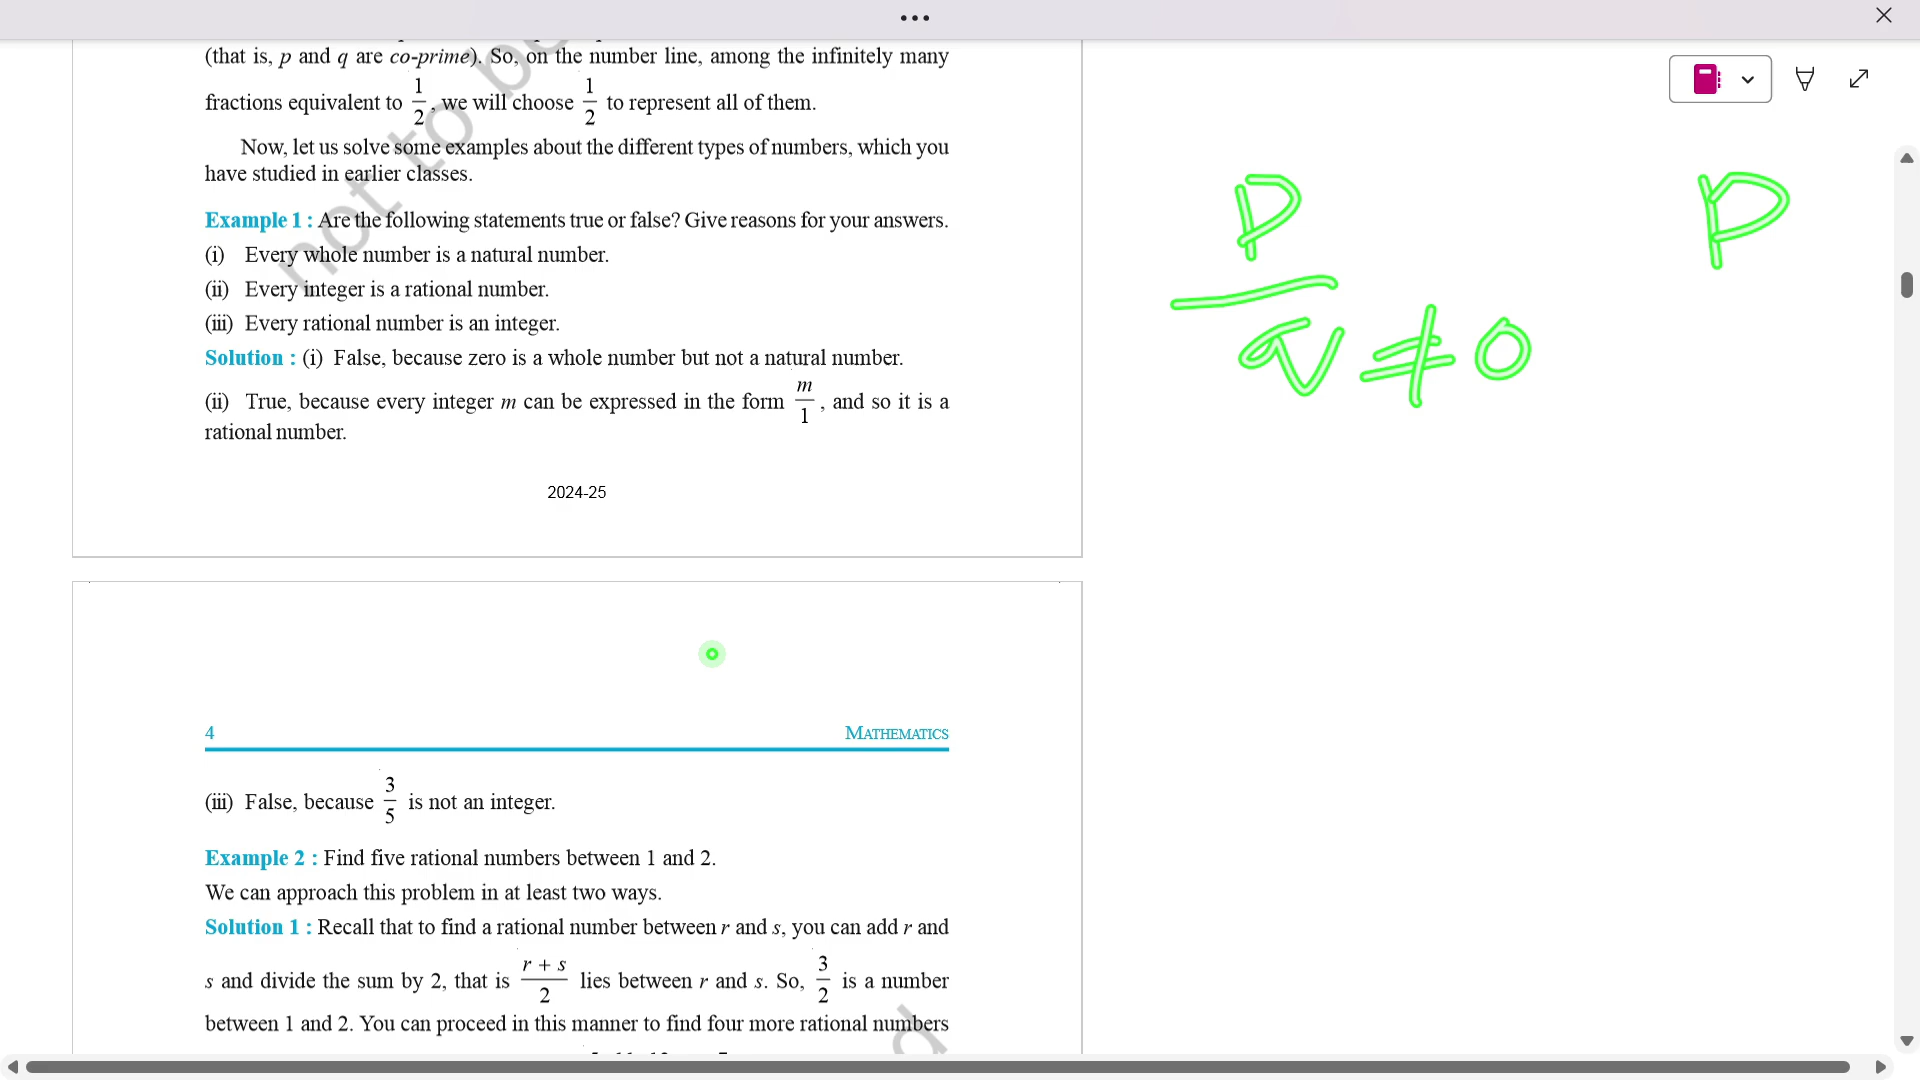 (that is, p and q are co-prime). So, on the number line, among the infinitely many
fractions equivalent to 1/2, we will choose 1/2 to represent all of them.
Now, let us solve some examples about the different types of numbers, which you
have studied in earlier classes.
Example 1 : Are the following statements true or false? Give reasons for your answers.
(i) Every whole number is a natural number.
(ii) Every integer is a rational number.
(iii) Every rational number is an integer.
Solution : (i) False, because zero is a whole number but not a natural number.
(ii) True, because every integer m can be expressed in the form m/1, and so it is a
rational number.
2024-25
4 MATHEMATICS
(iii) False, because 3/5 is not an integer.
Example 2 : Find five rational numbers between 1 and 2.
We can approach this problem in at least two ways.
Solution 1 : Recall that to find a rational number between r and s, you can add r and
s and divide the sum by 2, that is (r + s)/2 lies between r and s. So, 3/2 is a number
between 1 and 2. You can proceed in this manner to find four more rational numbers
not to be
d
P
q ≠ 0
P